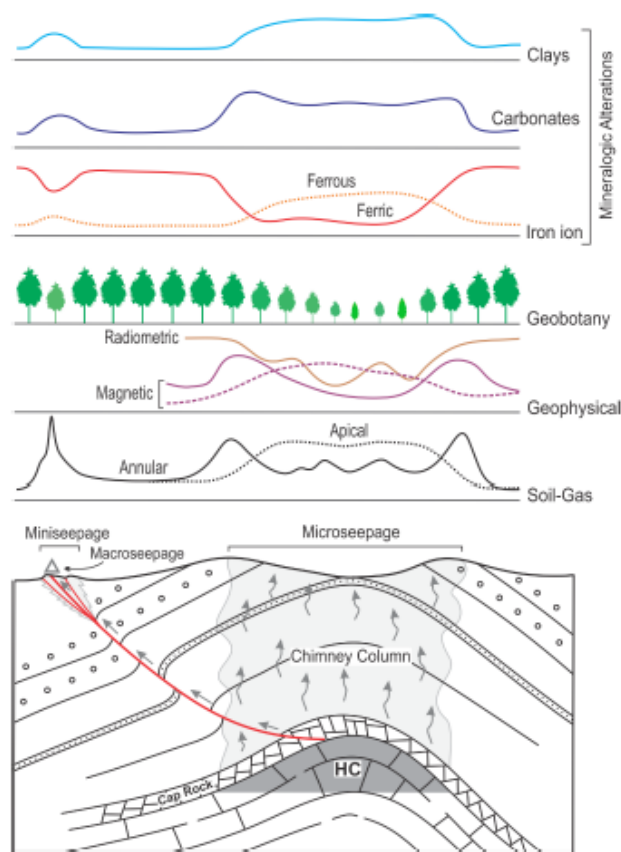 Clays
Carbonates
Mineralogic Alterations
Ferrous
Ferric
Iron ion
Geobotany
Radiometric
Magnetic
Geophysical
Apical
Annular
Soil-Gas
Miniseepage
Microseepage
Macroseepage
Chimney Column
HC
Cap Rock